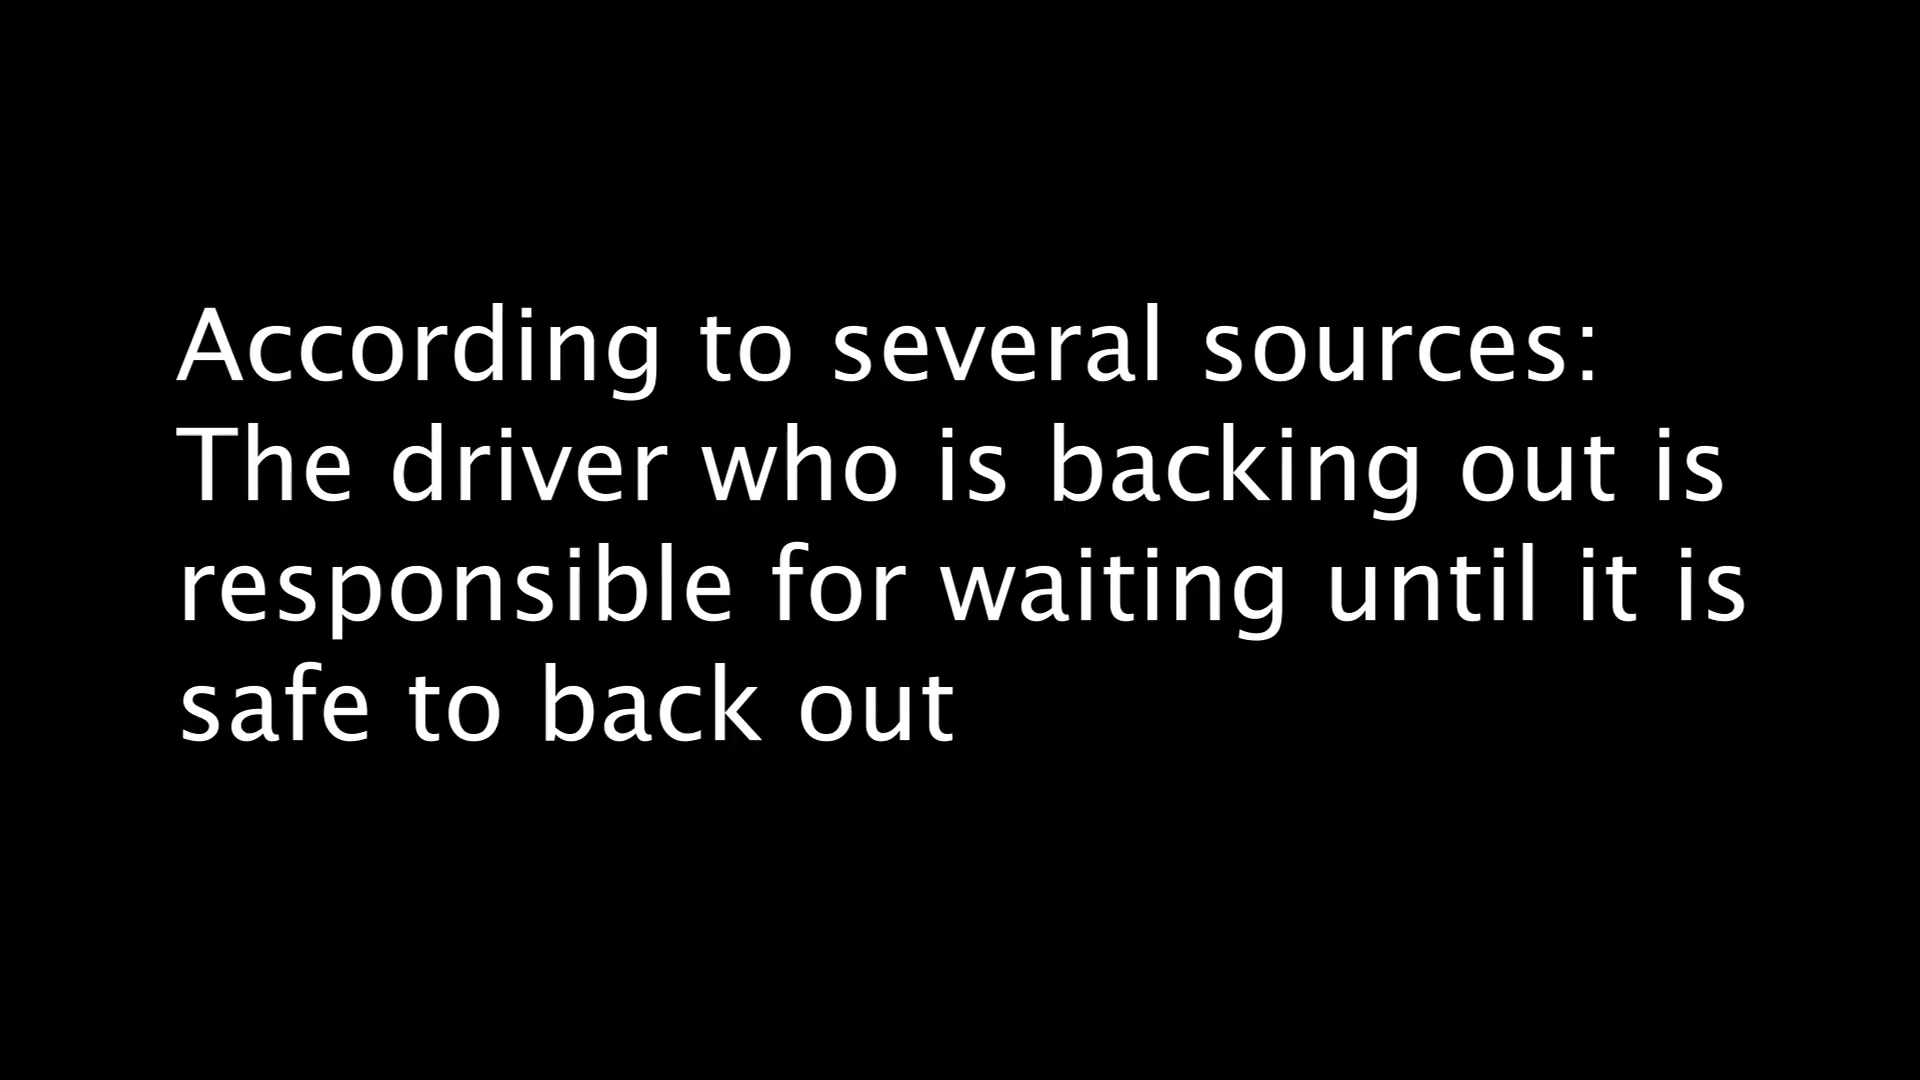 According to several sources:
The driver who is backing out is
responsible for waiting until it is
safe to back out